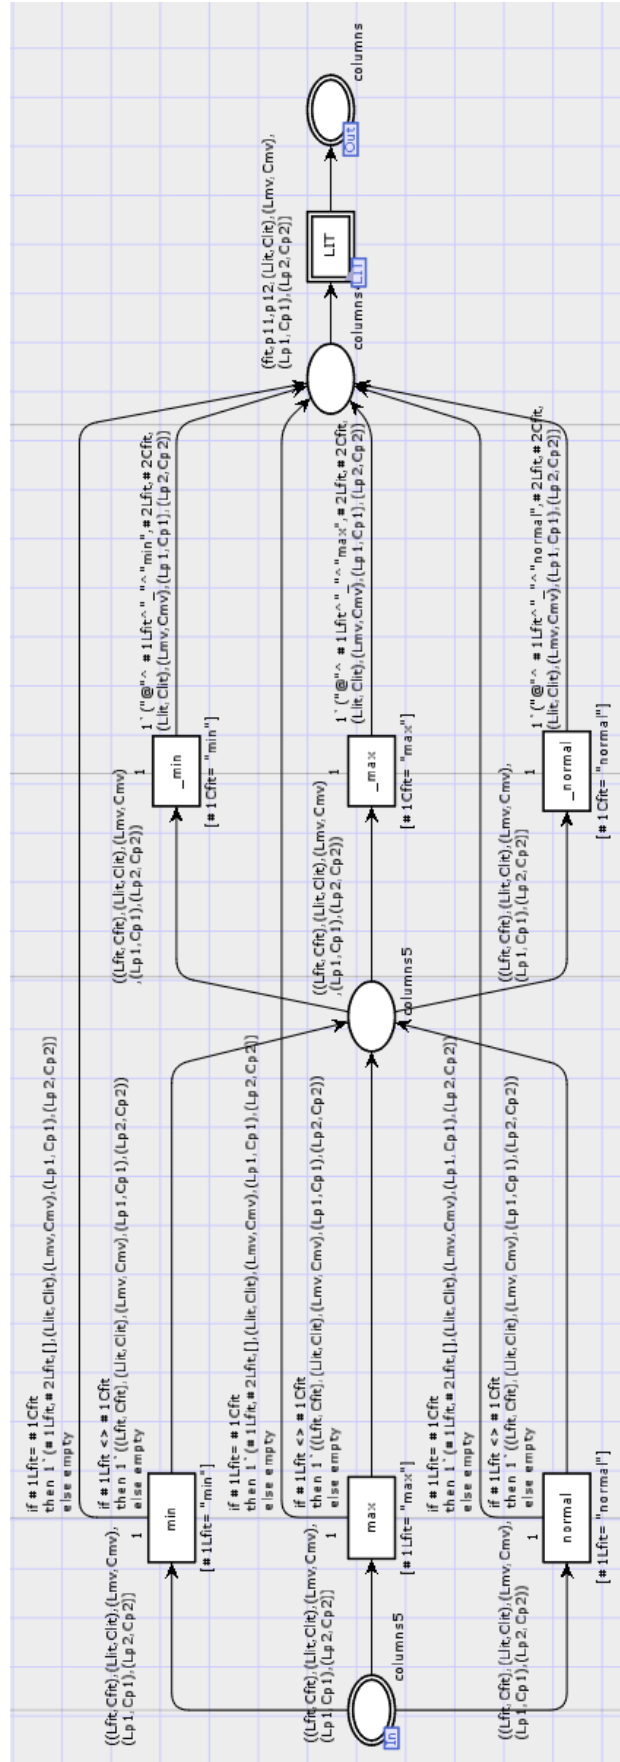 ((Lfit,Cfit),(Llit,Clit),(Lmv,Cmv),
(Lp1,Cp1),(Lp2,Cp2)]
((Lfit,Cfit),(Llit,Clit),(Lmv,Cmv),
(Lp1,Cp1),(Lp2,Cp2)]
((Lfit,Cfit),(Llit,Clit),(Lmv,Cmv),
(Lp1,Cp1),(Lp2,Cp2))
In
columns5
if #1Lfit= #1Cfit
then 1`(#1Lfit,#2Lfit,[],(Llit,Clit),(Lmv,Cmv),(Lp1,Cp1),(Lp2,Cp2)]
else empty
if #1Lfit <> #1Cfit
then 1`((Lfit,Cfit),(Llit,Clit),(Lmv,Cmv),(Lp1,Cp1),(Lp2,Cp2))
else empty
1
min
[#1Lfit= "min"]
if #1Lfit= #1Cfit
then 1`(#1Lfit,#2Lfit,[],(Llit,Clit),(Lmv,Cmv),(Lp1,Cp1),(Lp2,Cp2)]
else empty
if #1Lfit <> #1Cfit
then 1`((Lfit,Cfit),(Llit,Clit),(Lmv,Cmv),(Lp1,Cp1),(Lp2,Cp2))
else empty
1
max
[#1Lfit= "max"]
if #1Lfit= #1Cfit
then 1`(#1Lfit,#2Lfit,[],(Llit,Clit),(Lmv,Cmv),(Lp1,Cp1),(Lp2,Cp2)]
else empty
if #1Lfit <> #1Cfit
then 1`((Lfit,Cfit),(Llit,Clit),(Lmv,Cmv),(Lp1,Cp1),(Lp2,Cp2))
else empty
1
normal
[#1Lfit= "normal"]
columns5
((Lfit,Cfit),(Llit,Clit),(Lmv,Cmv)
,(Lp1,Cp1),(Lp2,Cp2))
1
_min
[#1Cfit= "min"]
((Lfit,Cfit),(Llit,Clit),(Lmv,Cmv)
,(Lp1,Cp1),(Lp2,Cp2))
1
_max
[#1Cfit= "max"]
((Lfit,Cfit),(Llit,Clit),(Lmv,Cmv),
(Lp1,Cp1),(Lp2,Cp2)]
1
_normal
[#1Cfit= "normal"]
1`("@"^ #1Lfit^"_"^"min",#2Lfit,#2Cfit,
(Llit,Clit),(Lmv,Cmv),(Lp1,Cp1),(Lp2,Cp2)]
1`("@"^ #1Lfit^"_"^"max",#2Lfit,#2Cfit,
(Llit,Clit),(Lmv,Cmv),(Lp1,Cp1),(Lp2,Cp2)]
1`("@"^ #1Lfit^"_"^"normal",#2Lfit,#2Cfit,
(Llit,Clit),(Lmv,Cmv),(Lp1,Cp1),(Lp2,Cp2)]
(fit,p11,p12,(Llit,Clit),(Lmv,Cmv),
(Lp1,Cp1),(Lp2,Cp2)]
columns
LIT
LIT
Out
columns